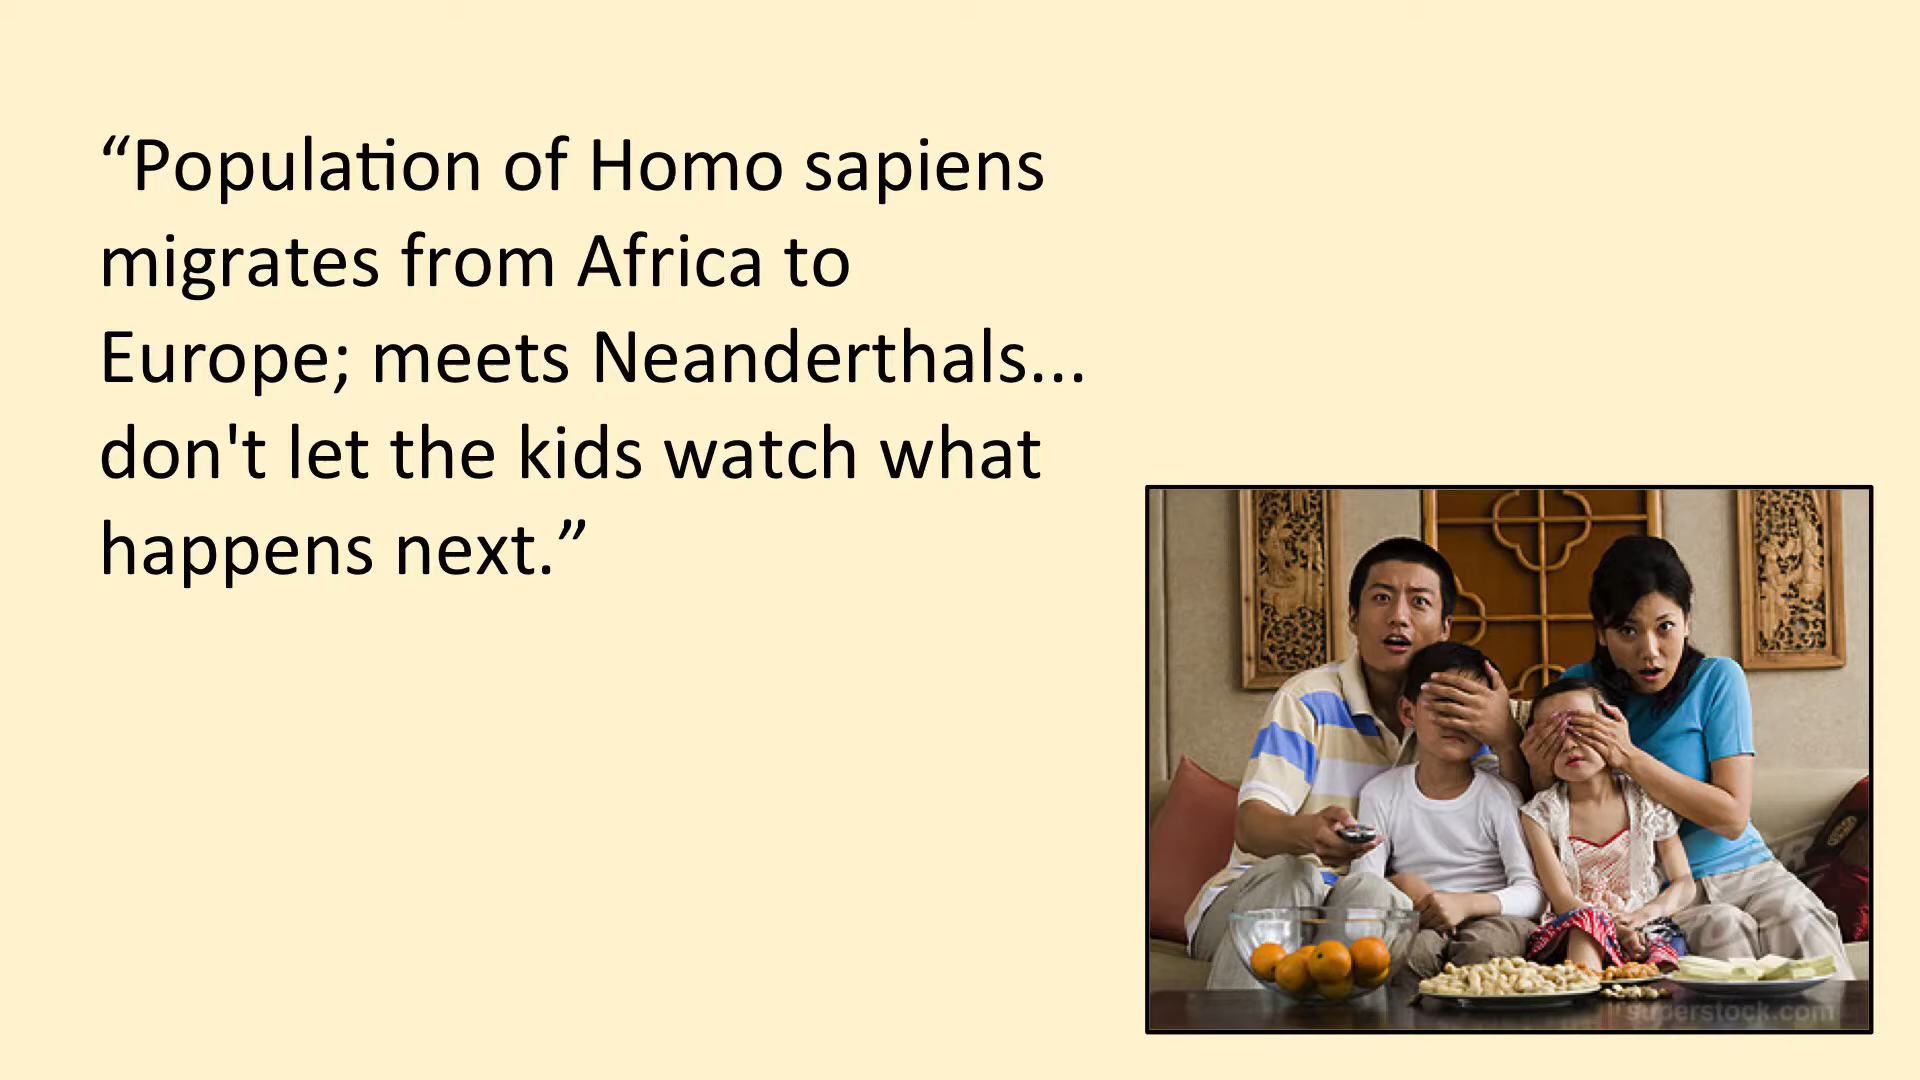 “Population of Homo sapiens
migrates from Africa to
Europe; meets Neanderthals...
don't let the kids watch what
happens next.”
superstock.com